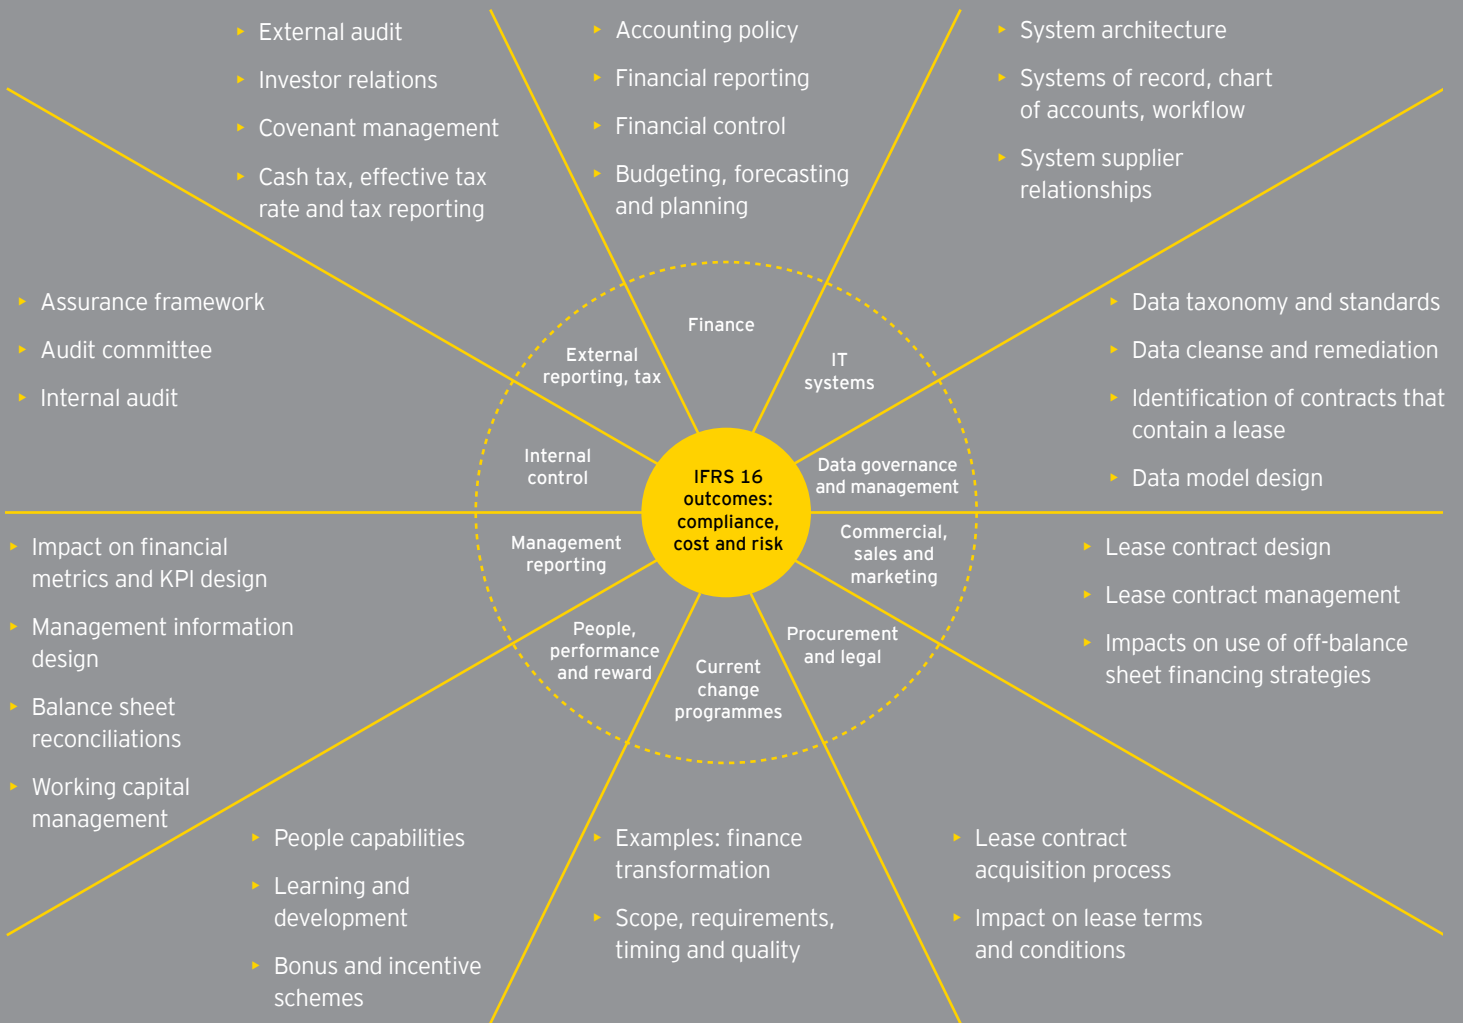 External audit
Investor relations
Covenant management
Cash tax, effective tax
rate and tax reporting
Accounting policy
Financial reporting
Financial control
Budgeting, forecasting
and planning
System architecture
Systems of record, chart
of accounts, workflow
System supplier
relationships
Assurance framework
Audit committee
Internal audit
Data taxonomy and standards
Data cleanse and remediation
Identification of contracts that
contain a lease
Data model design
Finance
External
reporting, tax
IT
systems
Internal
control
Data governance
and management
IFRS 16
outcomes:
compliance,
cost and risk
Management
reporting
Commercial,
sales and
marketing
People,
performance
and reward
Current
change
programmes
Procurement
and legal
Impact on financial
metrics and KPI design
Management information
design
Balance sheet
reconciliations
Working capital
management
Lease contract design
Lease contract management
Impacts on use of off-balance
sheet financing strategies
People capabilities
Learning and
development
Bonus and incentive
schemes
Examples: finance
transformation
Scope, requirements,
timing and quality
Lease contract
acquisition process
Impact on lease terms
and conditions